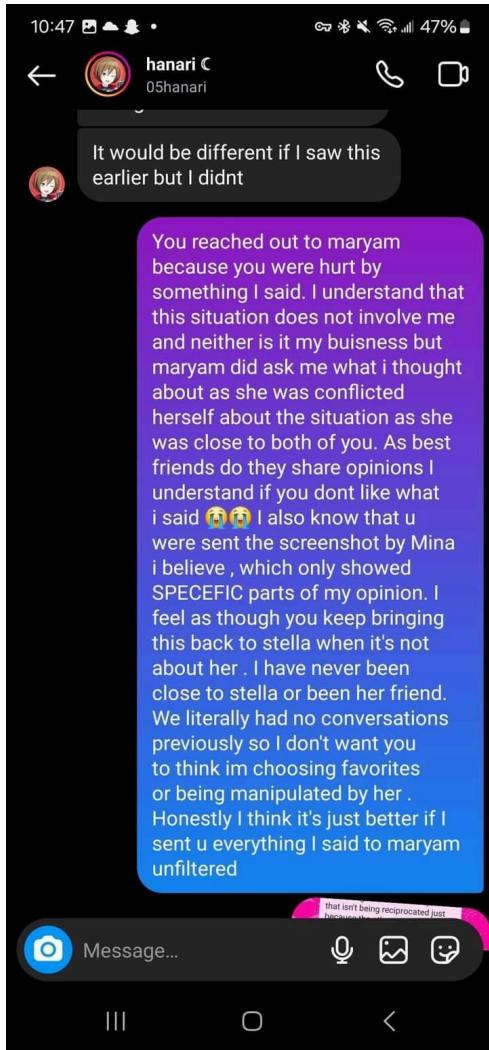 10:47
47%
hanari ☾
05hanari
It would be different if I saw this
earlier but I didnt
You reached out to maryam
because you were hurt by
something I said. I understand that
this situation does not involve me
and neither is it my buisness but
maryam did ask me what i thought
about as she was conflicted
herself about the situation as she
was close to both of you. As best
friends do they share opinions I
understand if you dont like what
i said 😭😭 I also know that u
were sent the screenshot by Mina
i believe , which only showed
SPECEFIC parts of my opinion. I
feel as though you keep bringing
this back to stella when it's not
about her . I have never been
close to stella or been her friend.
We literally had no conversations
previously so I don't want you
to think im choosing favorites
or being manipulated by her .
Honestly I think it's just better if I
sent u everything I said to maryam
unfiltered
that isn't being reciprocated just
Message...